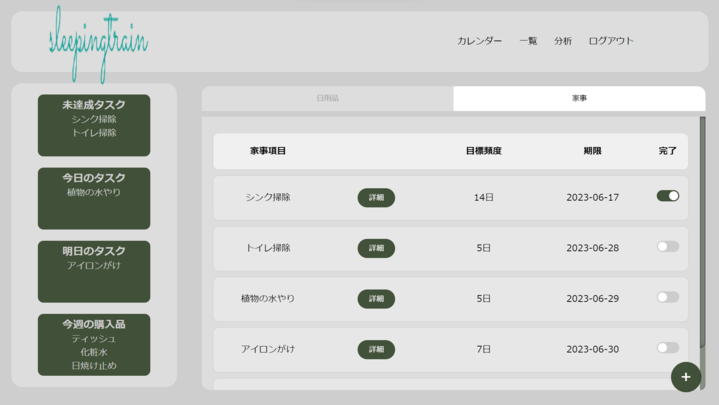 sleepingtrain
カレンダー 一覧 分析 ログアウト
未達成タスク
シンク掃除
トイレ掃除
今日のタスク
植物の水やり
明日のタスク
アイロンがけ
今週の購入品
ティッシュ
化粧水
日焼け止め
日用品 家事
家事項目 目標頻度 期限 完了
シンク掃除 詳細 14日 2023-06-17
トイレ掃除 詳細 5日 2023-06-28
植物の水やり 詳細 5日 2023-06-29
アイロンがけ 詳細 7日 2023-06-30
+